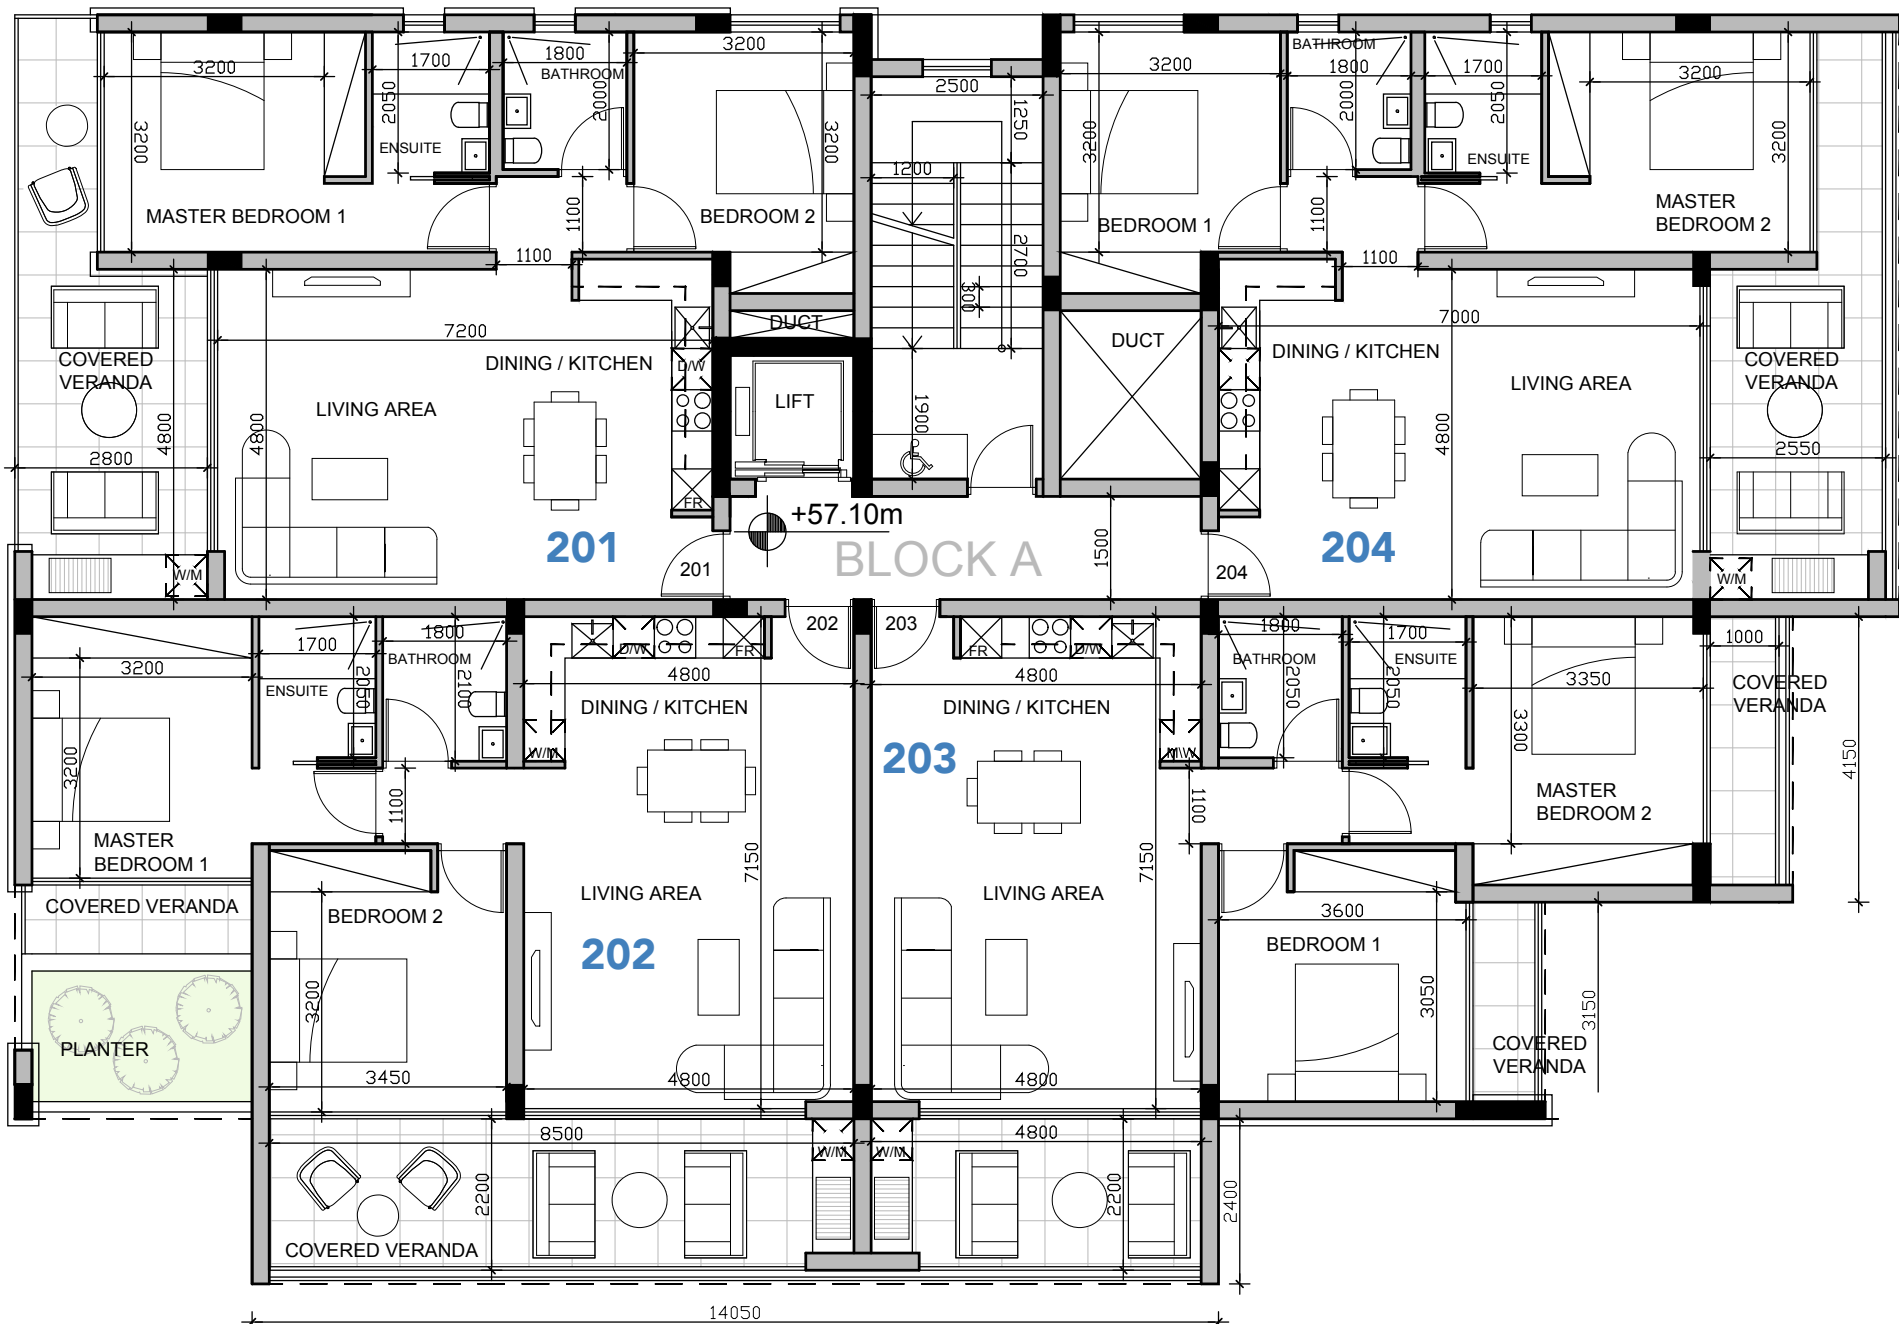 3200
1700
1800
BATHROOM
3200
2500
3200
BATHROOM
1800
1700
3200
2050
2000
1250
2000
2050
3200
ENSUITE
3200
1200
3200
ENSUITE
3200
MASTER BEDROOM 1
1100
BEDROOM 2
2700
BEDROOM 1
1100
MASTER
BEDROOM 2
1100
300
1100
7200
DUCT
DUCT
7000
COVERED
VERANDA
DINING / KITCHEN
D/W
DINING / KITCHEN
COVERED
VERANDA
LIVING AREA
LIFT
LIVING AREA
4800
4800
1900
4800
2800
2550
FR
+57.10m
201
BLOCK A
1500
204
W/M
201
204
W/M
202
203
3200
1700
1800
BATHROOM
2050
2100
D/W
FR
FR
D/W
1800
1700
BATHROOM
2050
ENSUITE
2050
1000
ENSUITE
4800
4800
3350
COVERED
VERANDA
DINING / KITCHEN
DINING / KITCHEN
3300
W/M
203
W/M
3200
4150
1100
1100
MASTER
BEDROOM 1
MASTER
BEDROOM 2
7150
7150
COVERED VERANDA
BEDROOM 2
LIVING AREA
LIVING AREA
3600
BEDROOM 1
202
3200
3050
3150
PLANTER
COVERED
VERANDA
3450
4800
4800
8500
W/M
W/M
4800
2200
2200
2400
COVERED VERANDA
14050